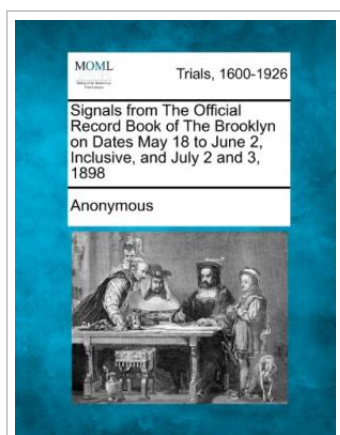 MOML
Trials, 1600-1926
Signals from The Official
Record Book of The Brooklyn
on Dates May 18 to June 2,
Inclusive, and July 2 and 3,
1898
Anonymous